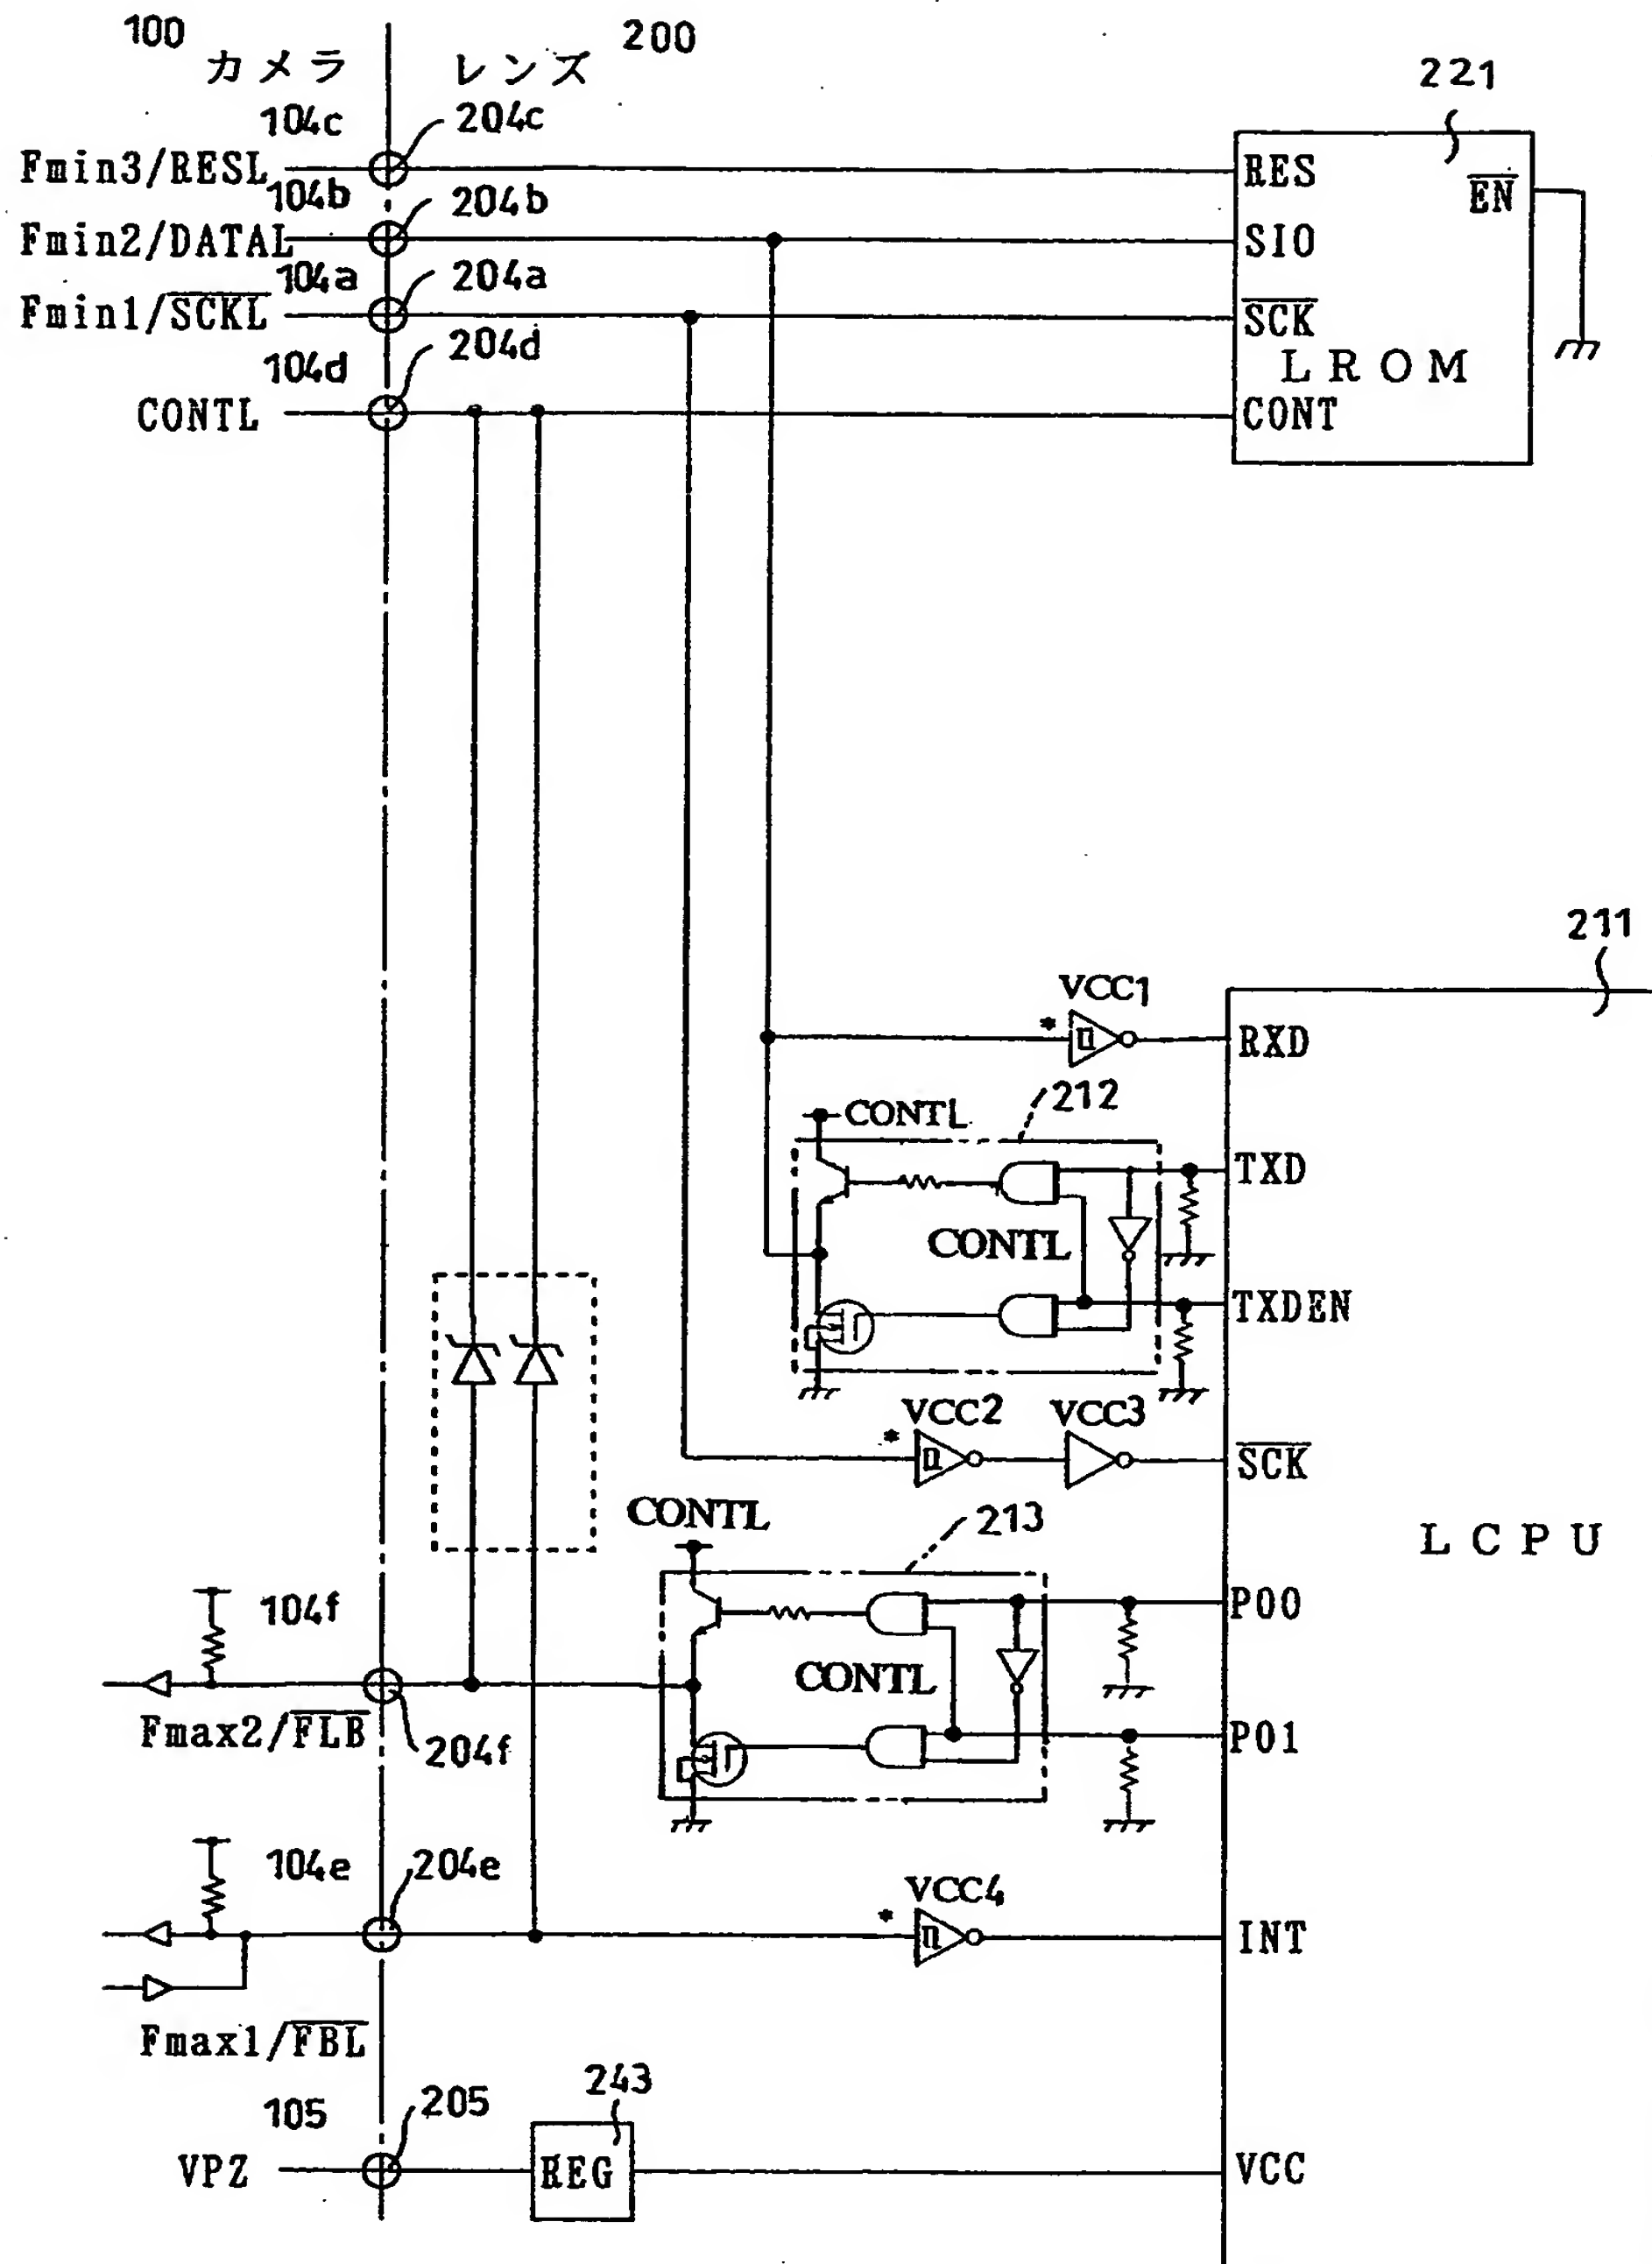 100
カメラ
レンズ
200
221
104c
204c
Fmin3/RESL
RES
EN
104b
204b
Fmin2/DATAL
SIO
104a
204a
Fmin1/SCKL
SCK
LROM
104d
204d
CONTL
CONT
211
VCC1
*
RXD
212
CONTL
TXD
CONTL
TXDEN
VCC2
VCC3
*
SCK
CONTL
213
LCPU
104f
P00
CONTL
Fmax2/FLB
204f
P01
104e
204e
VCC4
*
INT
Fmax1/FBL
243
105
205
VPZ
REG
VCC